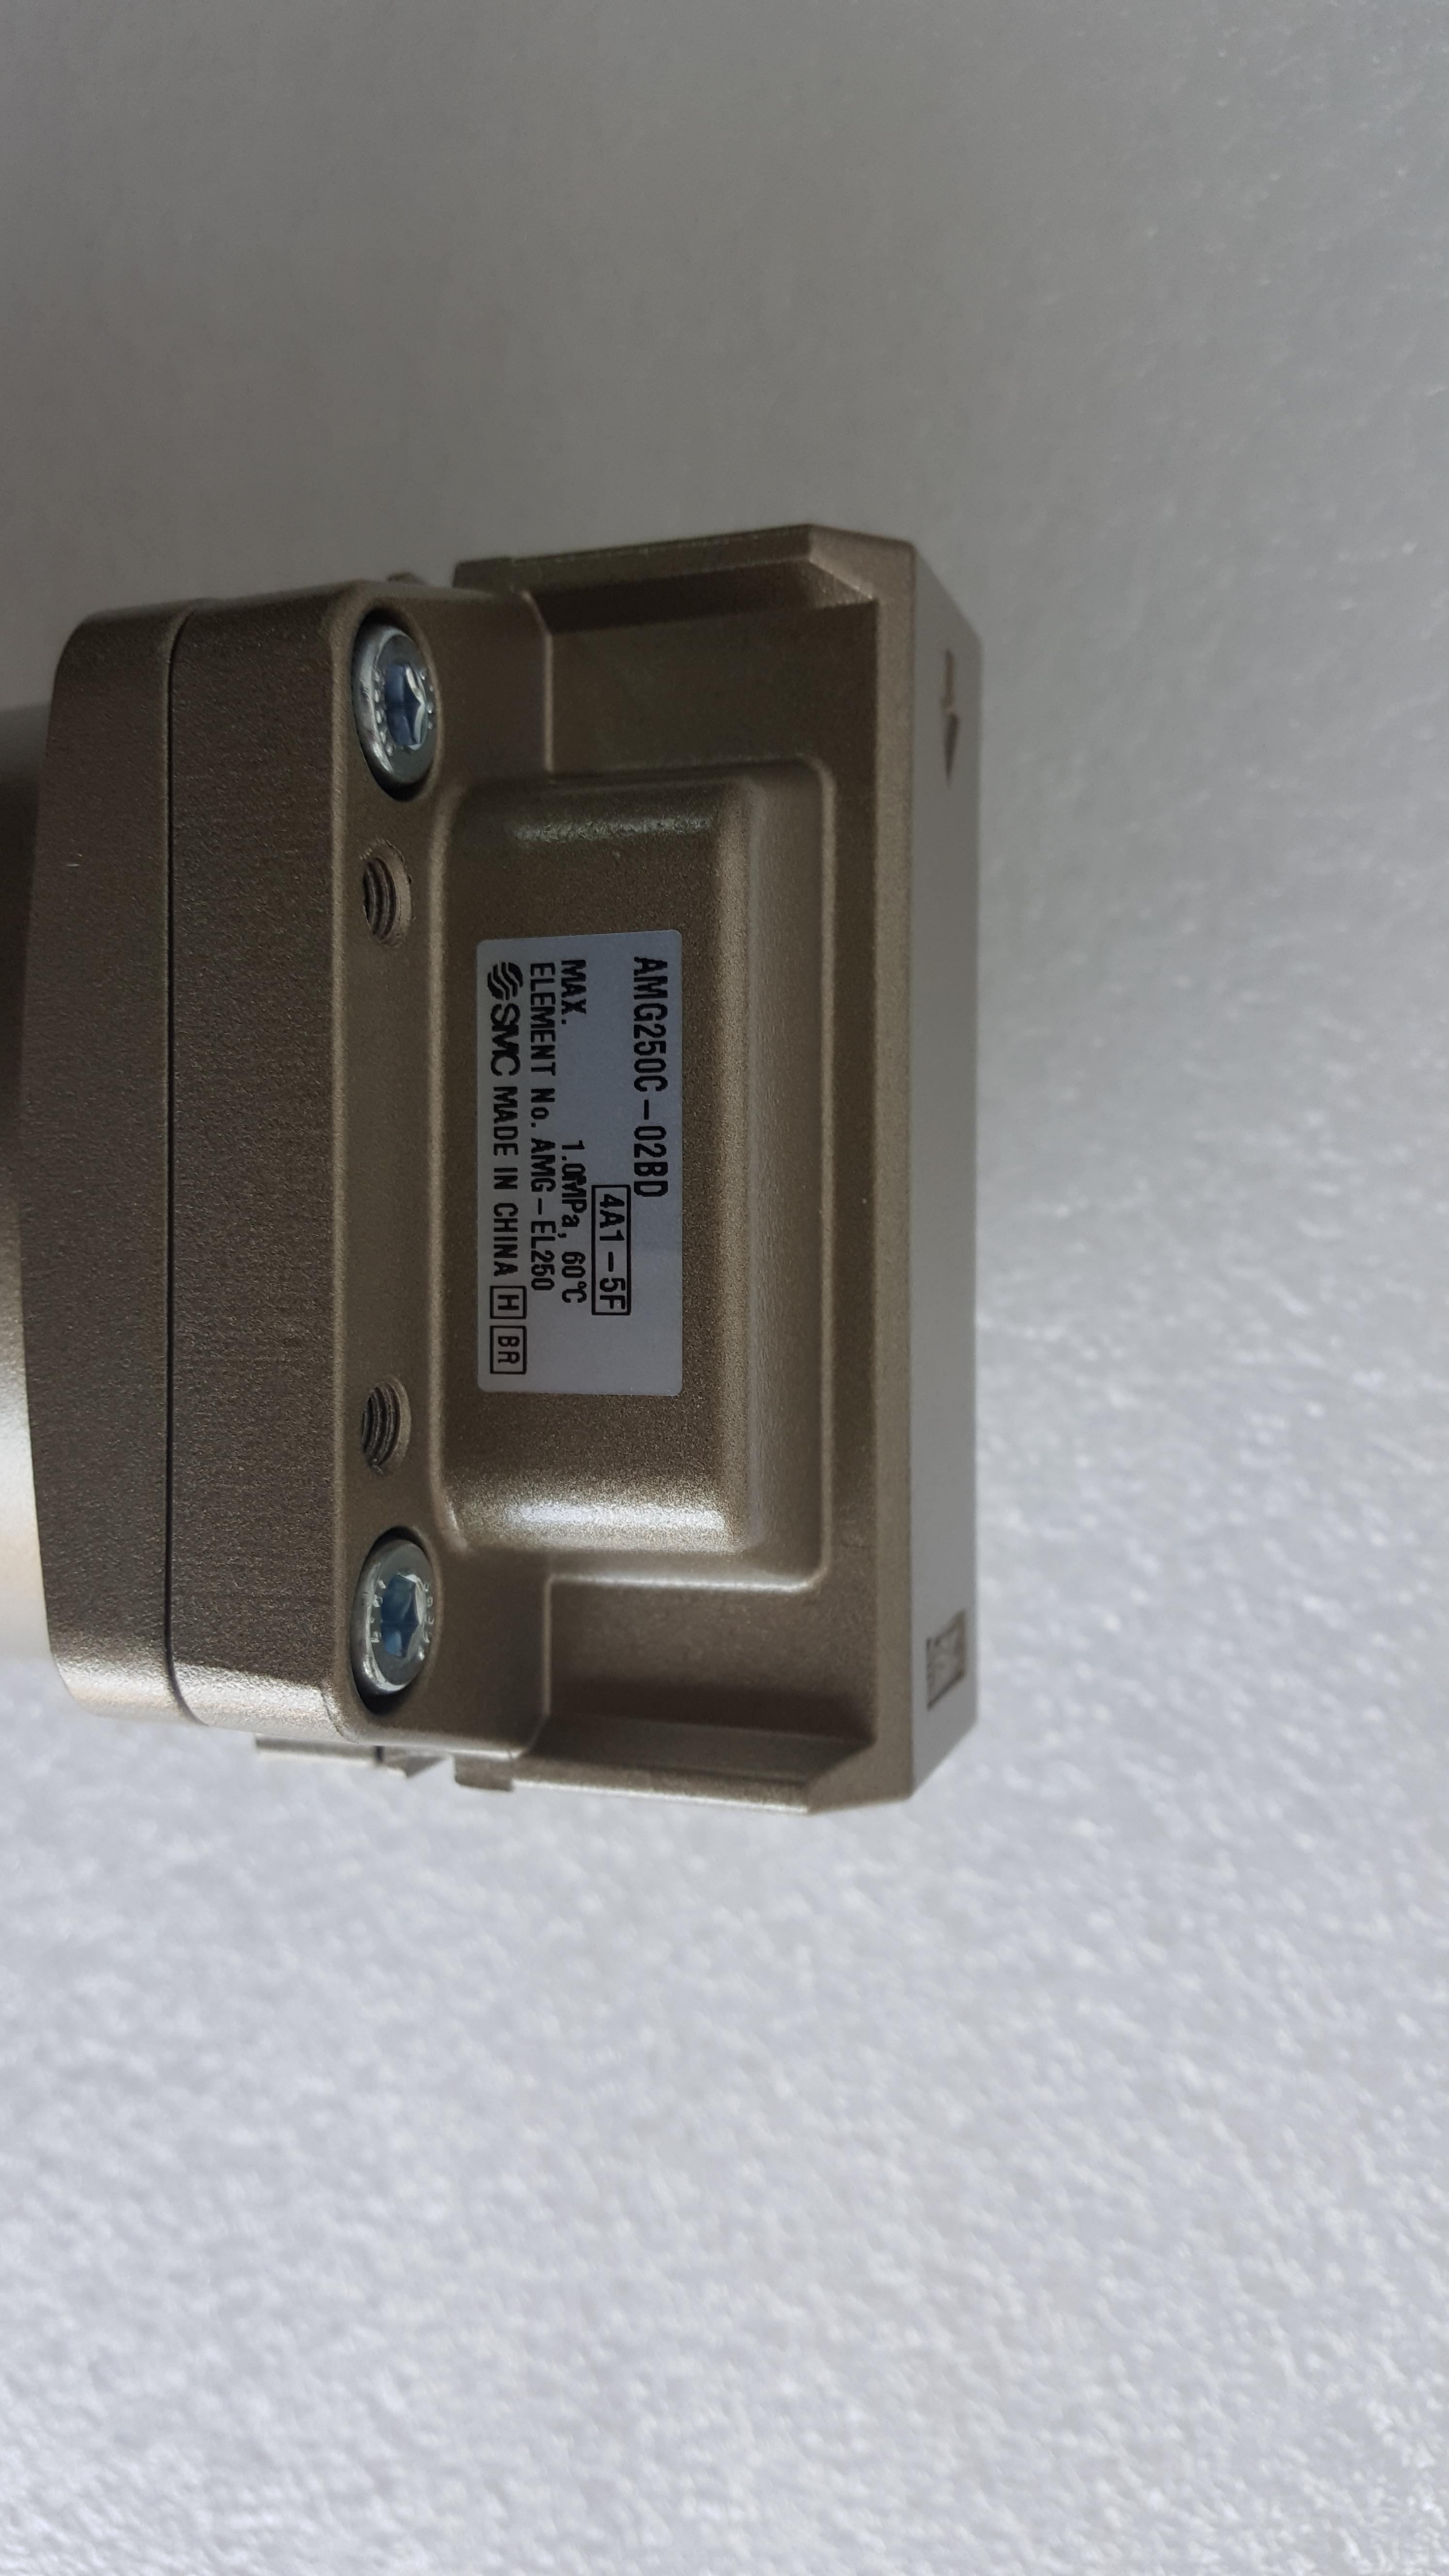 AMG250C-02BD
4A1-5F
MAX. 1.0MPa, 60℃
ELEMENT No. AMG-EL250
SMC MADE IN CHINA H BR